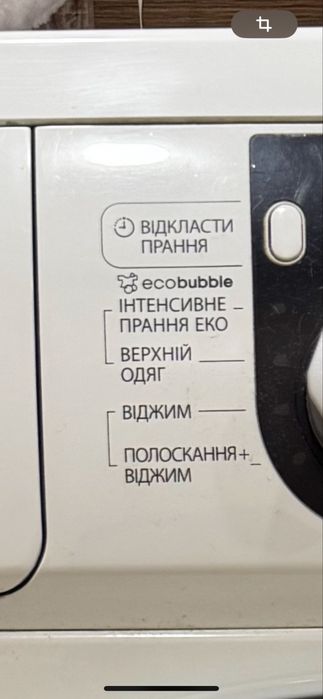 ВІДКЛАСТИ
ПРАННЯ
ecobubble
ІНТЕНСИВНЕ
ПРАННЯ ЕКО
ВЕРХНІЙ
ОДЯГ
ВІДЖИМ
ПОЛОСКАННЯ+
ВІДЖИМ